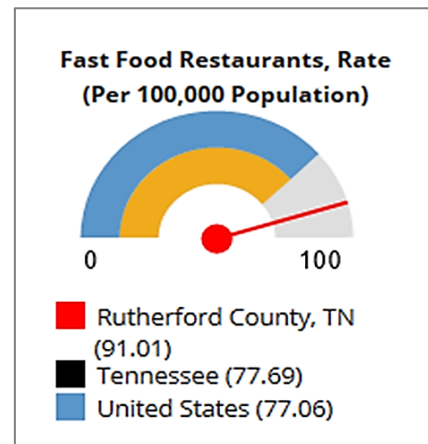 Fast Food Restaurants, Rate
(Per 100,000 Population)
0 100
Rutherford County, TN
(91.01)
Tennessee (77.69)
United States (77.06)